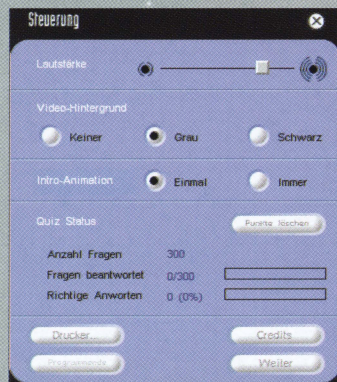 Steuerung
Lautstärke
Video-Hintergrund
Keiner Grau Schwarz
Intro-Animation Einmal Immer
Quiz Status Punkte löschen
Anzahl Fragen 300
Fragen beantwortet 0/300
Richtige Anworten 0 (0%)
Drucker... Credits
Programmende Weiter